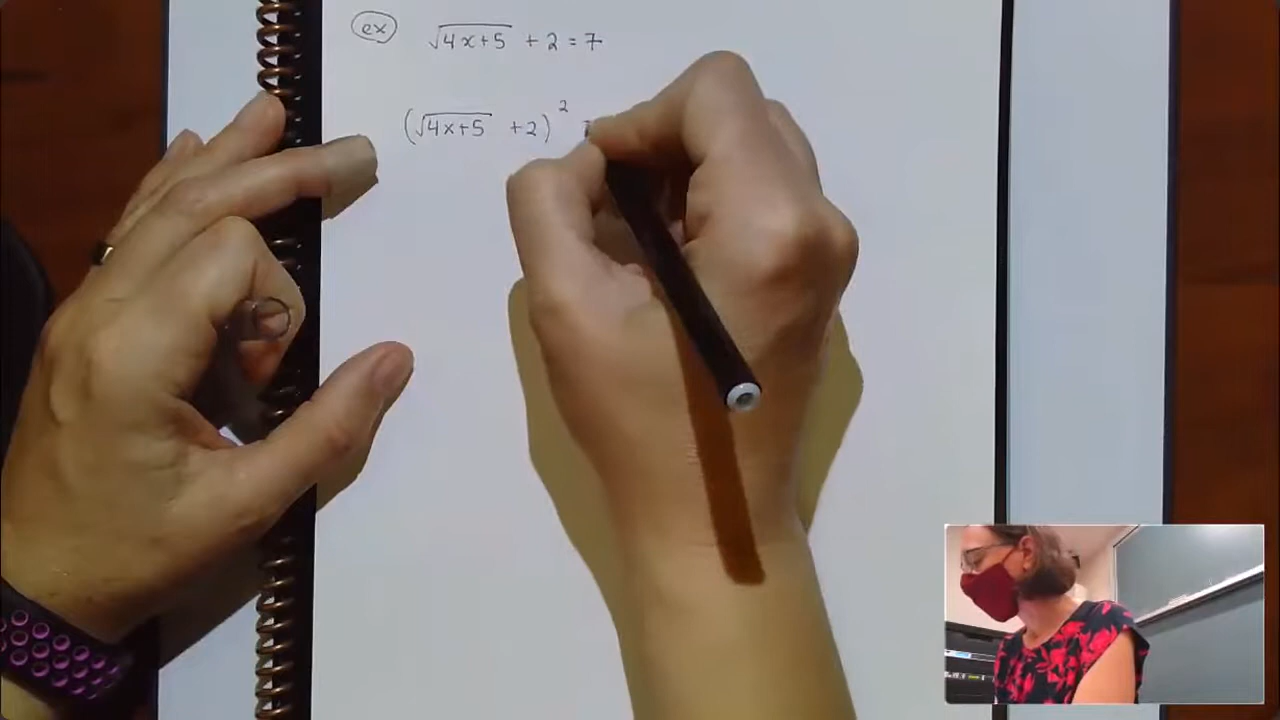 ex √4x+5 + 2 = 7
(√4x+5 + 2)²